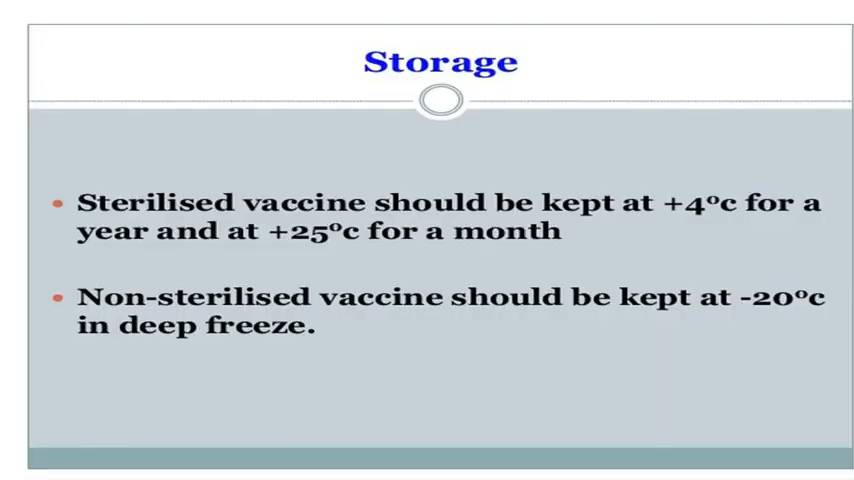 Storage
• Sterilised vaccine should be kept at +4ºc for a
year and at +25ºc for a month
• Non-sterilised vaccine should be kept at -20ºc
in deep freeze.